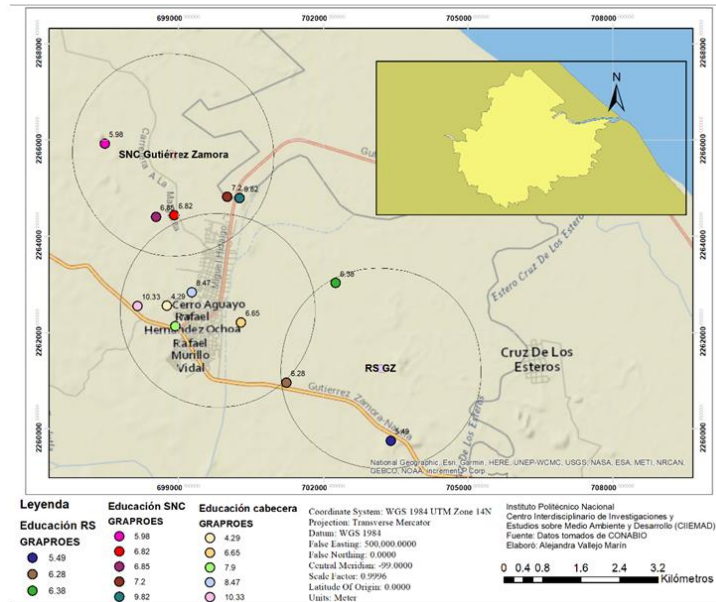 699000 702000 705000 708000
2268000
2266000
2264000
2262000
2260000
N
5.98
SNC Gutiérrez Zamora
Carretera A La
7.2 9.82
6.85 6.82
Miguel Hidalgo
Estero Cruz De Los Esteros
6.38
8.47
10.33 4.29
Cerro Aguayo
Rafael
Hernández Ochoa
6.65
Rafael
Murillo
Vidal
Cruz De Los
Esteros
RS GZ
6.28
5.49
National Geographic, Esri, Garmin, HERE, UNEP-WCMC, USGS, NASA, ESA, METI, NRCAN,
GEBCO, NOAA, increment P Corp.
699000 702000 705000 708000
Leyenda
Educación RS
GRAPROES
5.49
6.28
6.38
Educación SNC
GRAPROES
5.98
6.82
6.85
7.2
9.82
Educación cabecera
GRAPROES
4.29
6.65
7.9
8.47
10.33
Coordinate System: WGS 1984 UTM Zone 14N
Projection: Transverse Mercator
Datum: WGS 1984
False Easting: 500,000.0000
False Northing: 0.0000
Central Meridian: -99.0000
Scale Factor: 0.9996
Latitude Of Origin: 0.0000
Units: Meter
Instituto Politécnico Nacional
Centro Interdisciplinario de Investigaciones y
Estudios sobre Medio Ambiente y Desarrollo (CIIEMAD)
Fuente: Datos tomados de CONABIO
Elaboró: Alejandra Vallejo Marín
0 0.4 0.8 1.6 2.4 3.2
Kilómetros